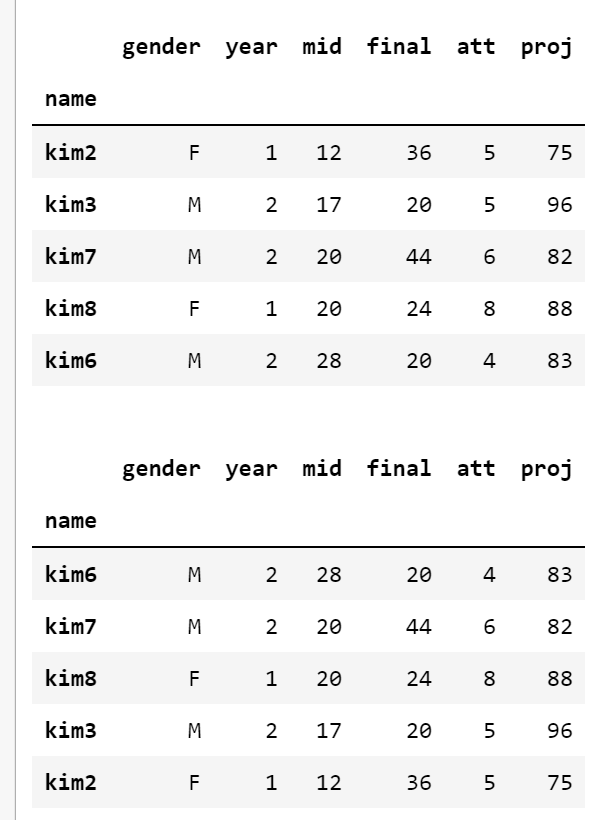 gender year mid final att proj
name
kim2 F 1 12 36 5 75
kim3 M 2 17 20 5 96
kim7 M 2 20 44 6 82
kim8 F 1 20 24 8 88
kim6 M 2 28 20 4 83
gender year mid final att proj
name
kim6 M 2 28 20 4 83
kim7 M 2 20 44 6 82
kim8 F 1 20 24 8 88
kim3 M 2 17 20 5 96
kim2 F 1 12 36 5 75